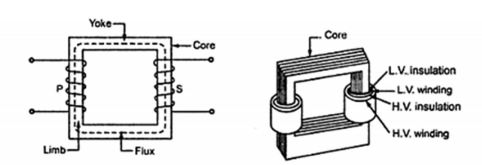 Yoke
Core
P
S
Limb
Flux
Core
L.V. insulation
L.V. winding
H.V. insulation
H.V. winding